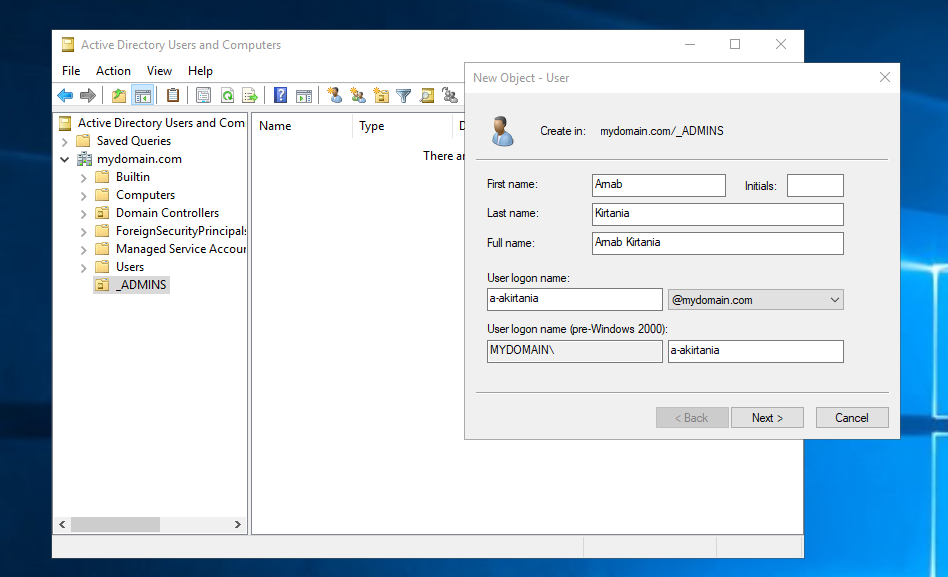 Active Directory Users and Computers
File Action View Help
Active Directory Users and Com
Saved Queries
mydomain.com
Builtin
Computers
Domain Controllers
ForeignSecurityPrincipals
Managed Service Accour
Users
_ADMINS
Name Type D
There ar
New Object - User
Create in: mydomain.com/_ADMINS
First name: Arnab Initials:
Last name: Kirtania
Full name: Arnab Kirtania
User logon name:
a-akirtania @mydomain.com
User logon name (pre-Windows 2000):
MYDOMAIN\ a-akirtania
< Back Next > Cancel